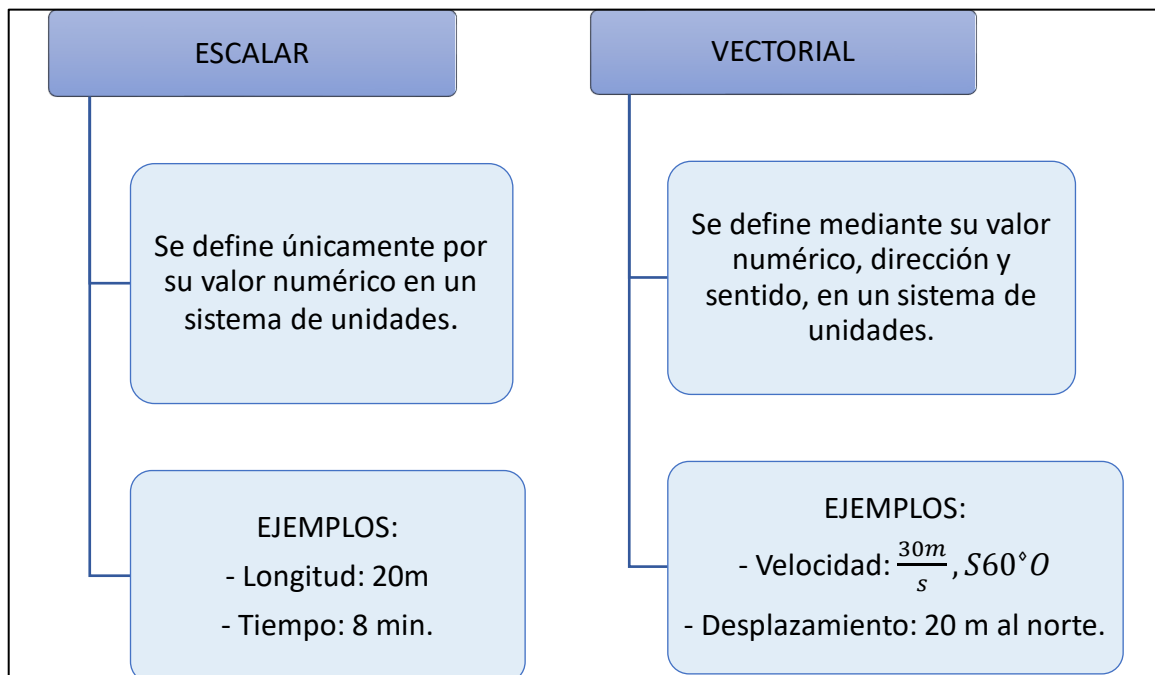 ESCALAR
Se define únicamente por
su valor numérico en un
sistema de unidades.
EJEMPLOS:
- Longitud: 20m
- Tiempo: 8 min.
VECTORIAL
Se define mediante su valor
numérico, dirección y
sentido, en un sistema de
unidades.
EJEMPLOS:
- Velocidad: 30m/s, S60°O
- Desplazamiento: 20 m al norte.